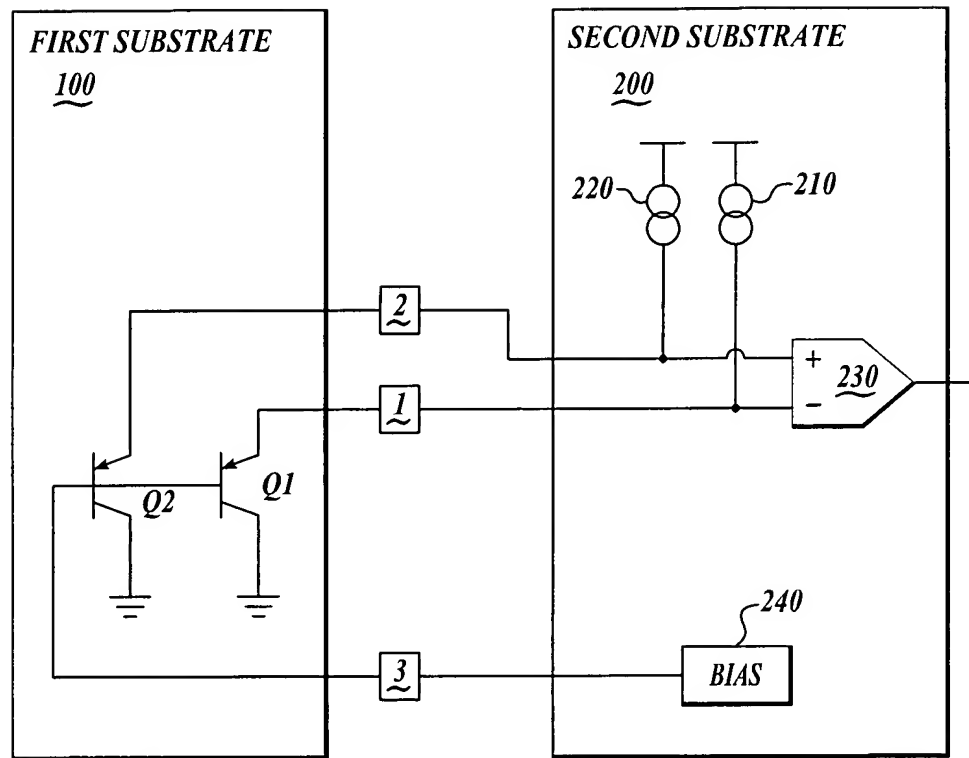 FIRST SUBSTRATE
100
SECOND SUBSTRATE
200
220
210
2
+
230
1
−
Q2
Q1
240
3
BIAS